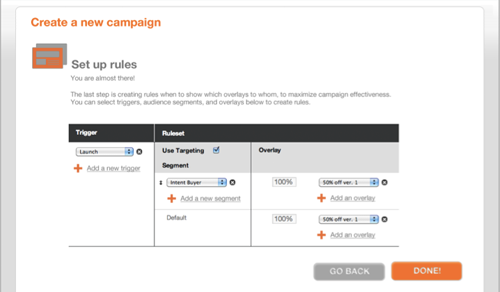 Create a new campaign
Set up rules
You are almost there!
The last step is creating rules when to show which overlays to whom, to maximize campaign effectiveness.
You can select triggers, audience segments, and overlays below to create rules.
Trigger Ruleset
Launch Use Targeting Overlay
Add a new trigger Segment
Intent Buyer 100% 50% off ver. 1
Add a new segment Add an overlay
Default 100% 50% off ver. 1
Add an overlay
GO BACK DONE!